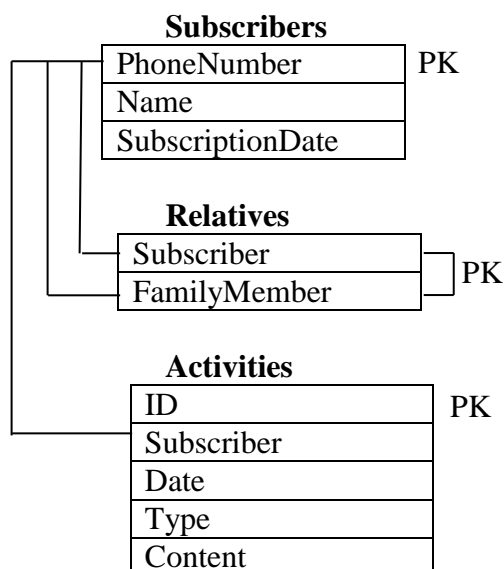 Subscribers
PhoneNumber PK
Name
SubscriptionDate
Relatives
Subscriber
FamilyMember
PK
Activities
ID PK
Subscriber
Date
Type
Content